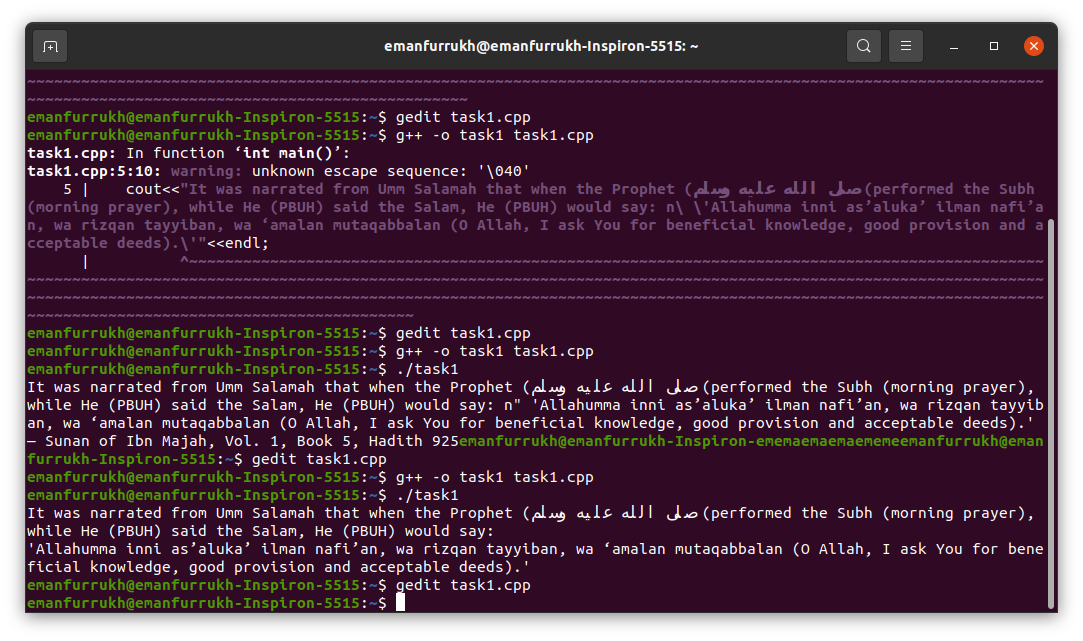 emanfurrukh@emanfurrukh-Inspiron-5515: ~
~~~~~~~~~~~~~~~~~~~~~~~~~~~~~~~~~~~~~~~~~~~~~~~~~~~~~~~~~~~~~~~~~~~~~~~~~~~~~~~~~~~~~~~~~~~~~~~~~~~~~~~~~~~~~~~~~
~~~~~~~~~~~~~~~~~~~~~~~~~~~~~~~~~~~~~~~~~~~~~~~~~
emanfurrukh@emanfurrukh-Inspiron-5515:~$ gedit task1.cpp
emanfurrukh@emanfurrukh-Inspiron-5515:~$ g++ -o task1 task1.cpp
task1.cpp: In function ‘int main()’:
task1.cpp:5:10: warning: unknown escape sequence: '\040'
    5 |    cout<<"It was narrated from Umm Salamah that when the Prophet (صلى الله عليه وسلم(performed the Subh
(morning prayer), while He (PBUH) said the Salam, He (PBUH) would say: n\ \'Allahumma inni as’aluka’ ilman nafi’a
n, wa rizqan tayyiban, wa ‘amalan mutaqabbalan (O Allah, I ask You for beneficial knowledge, good provision and a
cceptable deeds).\'"<<endl;
      |          ^~~~~~~~~~~~~~~~~~~~~~~~~~~~~~~~~~~~~~~~~~~~~~~~~~~~~~~~~~~~~~~~~~~~~~~~~~~~~~~~~~~~~~~~~~~~~~~~
~~~~~~~~~~~~~~~~~~~~~~~~~~~~~~~~~~~~~~~~~~~~~~~~~~~~~~~~~~~~~~~~~~~~~~~~~~~~~~~~~~~~~~~~~~~~~~~~~~~~~~~~~~~~~~~~~
~~~~~~~~~~~~~~~~~~~~~~~~~~~~~~~~~~~~~~~~~~~~~~~~~~~~~~~~~~~~~~~~~~~~~~~~~~~~~~~~~~~~~~~~~~~~~~~~~~~~~~~~~~~~~~~~~
~~~~~~~~~~~~~~~~~~~~~~~~~~~~~~~~~~~~~~~~~~~
emanfurrukh@emanfurrukh-Inspiron-5515:~$ gedit task1.cpp
emanfurrukh@emanfurrukh-Inspiron-5515:~$ g++ -o task1 task1.cpp
emanfurrukh@emanfurrukh-Inspiron-5515:~$ ./task1
It was narrated from Umm Salamah that when the Prophet (صلى الله عليه وسلم(performed the Subh (morning prayer),
while He (PBUH) said the Salam, He (PBUH) would say: n" 'Allahumma inni as’aluka’ ilman nafi’an, wa rizqan tayyib
an, wa ‘amalan mutaqabbalan (O Allah, I ask You for beneficial knowledge, good provision and acceptable deeds).'
– Sunan of Ibn Majah, Vol. 1, Book 5, Hadith 925emanfurrukh@emanfurrukh-Inspiron-ememaemaemaememeemanfurrukh@eman
furrukh-Inspiron-5515:~$ gedit task1.cpp
emanfurrukh@emanfurrukh-Inspiron-5515:~$ g++ -o task1 task1.cpp
emanfurrukh@emanfurrukh-Inspiron-5515:~$ ./task1
It was narrated from Umm Salamah that when the Prophet (صلى الله عليه وسلم(performed the Subh (morning prayer),
while He (PBUH) said the Salam, He (PBUH) would say:
'Allahumma inni as’aluka’ ilman nafi’an, wa rizqan tayyiban, wa ‘amalan mutaqabbalan (O Allah, I ask You for bene
ficial knowledge, good provision and acceptable deeds).'
emanfurrukh@emanfurrukh-Inspiron-5515:~$ gedit task1.cpp
emanfurrukh@emanfurrukh-Inspiron-5515:~$